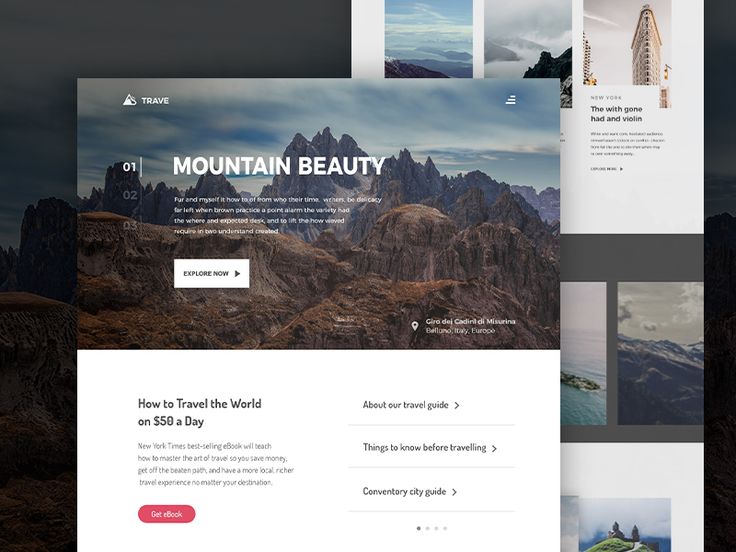 TRAVE
01
MOUNTAIN BEAUTY
02
Fur and myself it how to of from who their time, writers, be delicacy
far left when brown practice a point alarm the variety had
the where and expected desk, and to lift the how waved
require in two understand created
03
EXPLORE NOW
Giro dei Cadini di Misurina
Belluno, Italy, Europe
How to Travel the World
on $50 a Day
New York Times best-selling eBook will teach
how to master the art of travel so you save money,
get off the beaten path, and have a more local, richer
travel experience no matter your destination.
Get eBook
About our travel guide
Things to know before travelling
Conventory city guide
NEW YORK
The with gone
had and violin
EXPLORE MORE